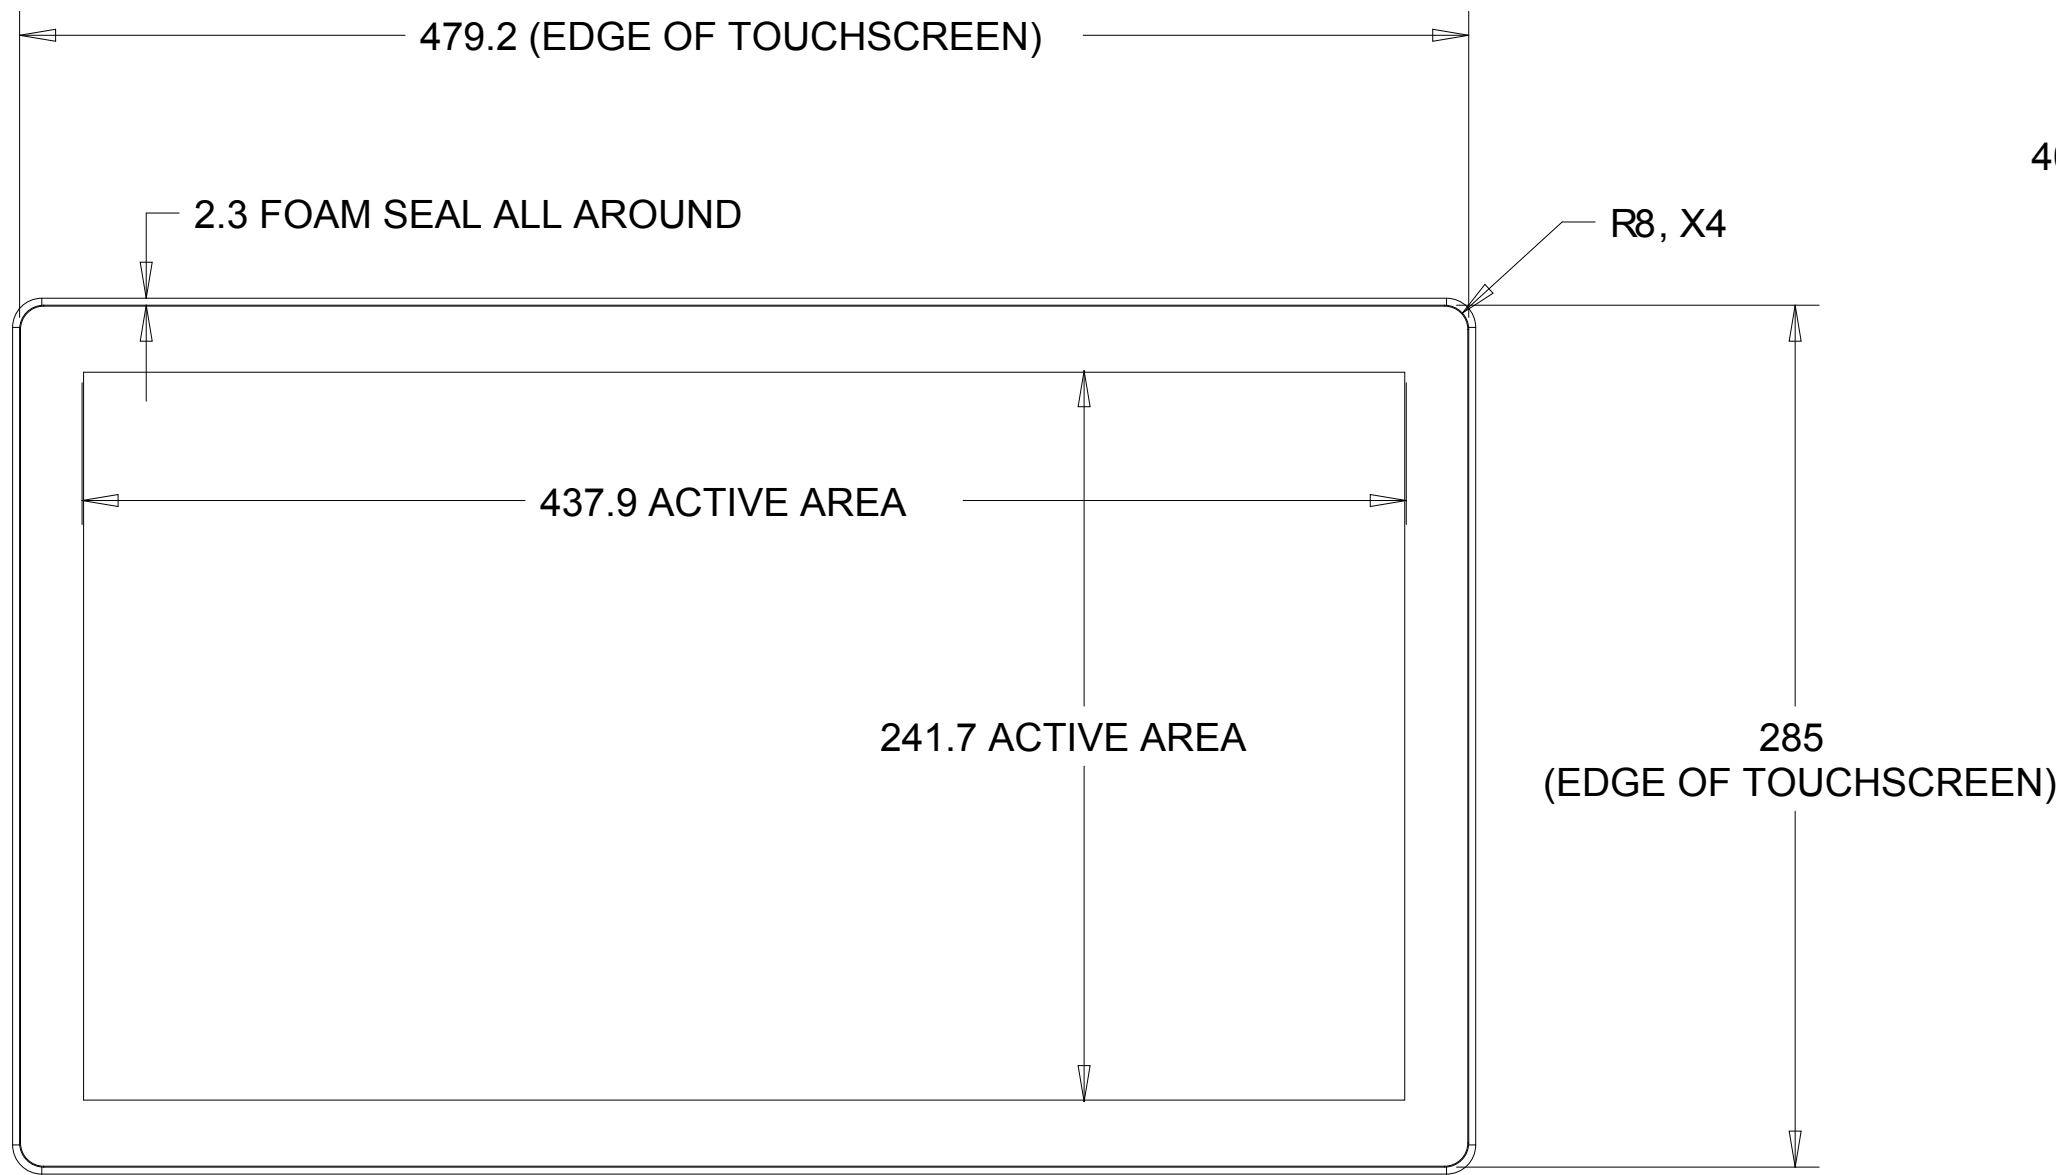 479.2 (EDGE OF TOUCHSCREEN)
2.3 FOAM SEAL ALL AROUND
R8, X4
437.9 ACTIVE AREA
241.7 ACTIVE AREA
285
(EDGE OF TOUCHSCREEN)